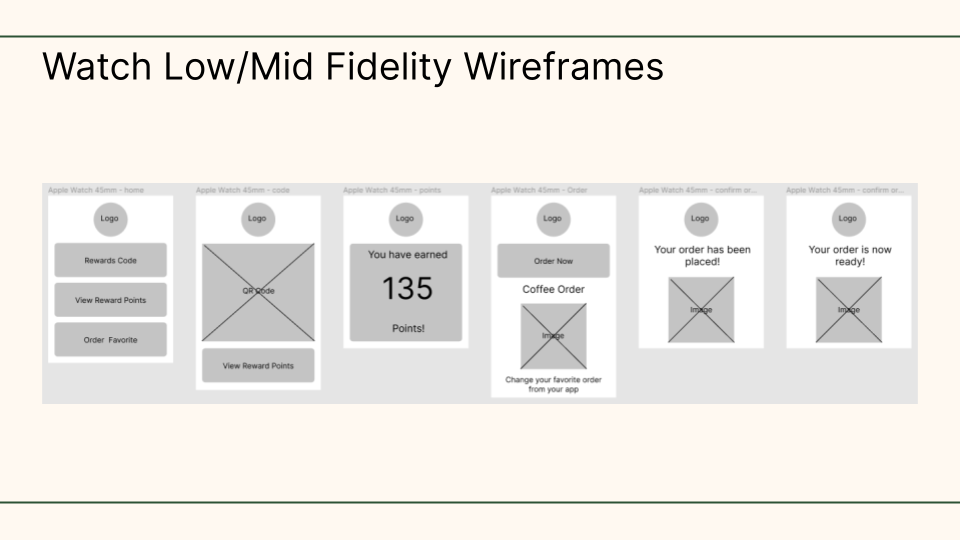 Watch Low/Mid Fidelity Wireframes
Apple Watch 45mm - home
Logo
Rewards Code
View Reward Points
Order Favorite
Apple Watch 45mm - code
Logo
QR Code
View Reward Points
Apple Watch 45mm - points
Logo
You have earned
135
Points!
Apple Watch 45mm - Order
Logo
Order Now
Coffee Order
Image
Change your favorite order
from your app
Apple Watch 45mm - confirm or...
Logo
Your order has been
placed!
Image
Apple Watch 45mm - confirm or...
Logo
Your order is now
ready!
Image